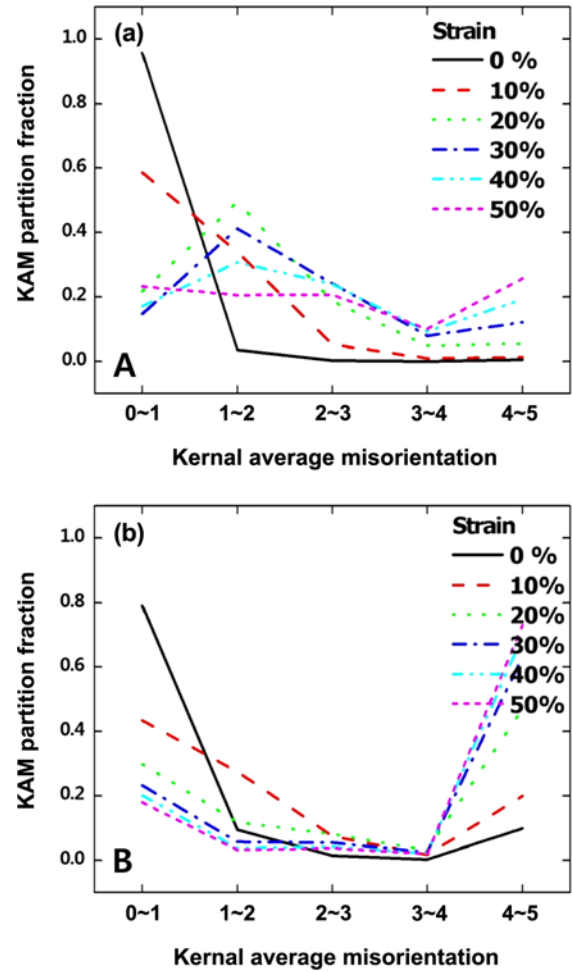 (a)
Strain
0 %
10%
20%
30%
40%
50%
1.0
0.8
0.6
0.4
0.2
0.0
KAM partition fraction
A
0~1 1~2 2~3 3~4 4~5
Kernal average misorientation
(b)
Strain
0 %
10%
20%
30%
40%
50%
1.0
0.8
0.6
0.4
0.2
0.0
KAM partition fraction
B
0~1 1~2 2~3 3~4 4~5
Kernal average misorientation